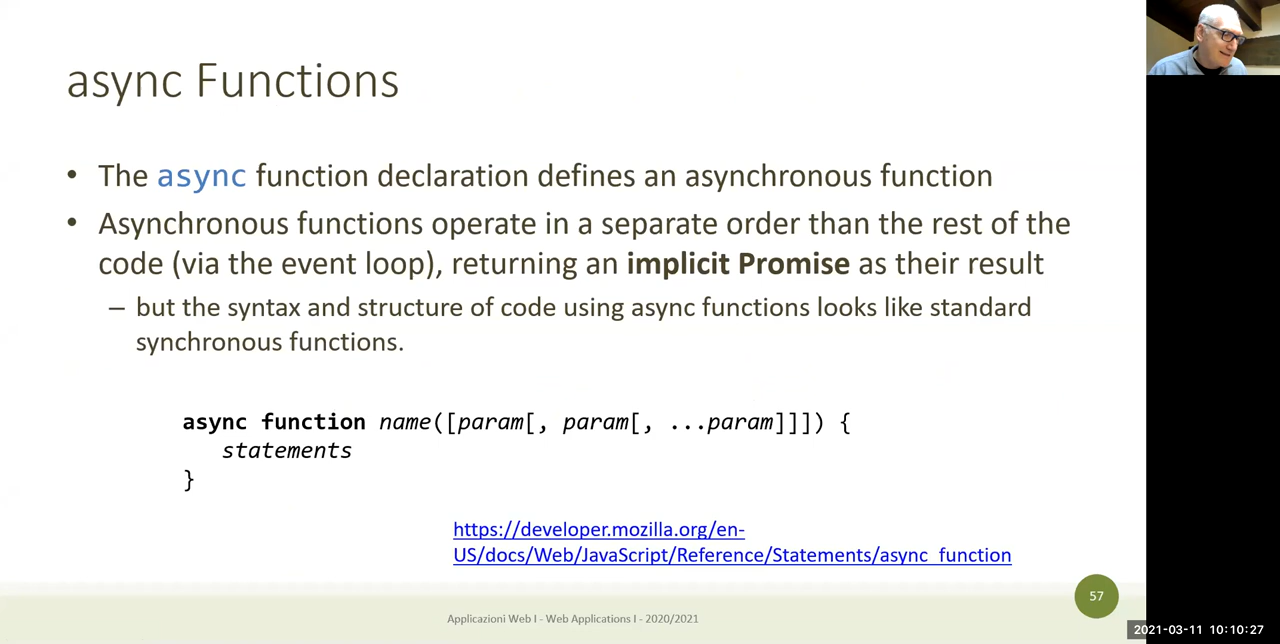 async Functions
• The async function declaration defines an asynchronous function
• Asynchronous functions operate in a separate order than the rest of the
code (via the event loop), returning an implicit Promise as their result
– but the syntax and structure of code using async functions looks like standard
synchronous functions.
async function name([param[, param[, ...param]]]) {
statements
}
https://developer.mozilla.org/en-
US/docs/Web/JavaScript/Reference/Statements/async_function
57
Applicazioni Web I - Web Applications I - 2020/2021
2021-03-11 10:10:27